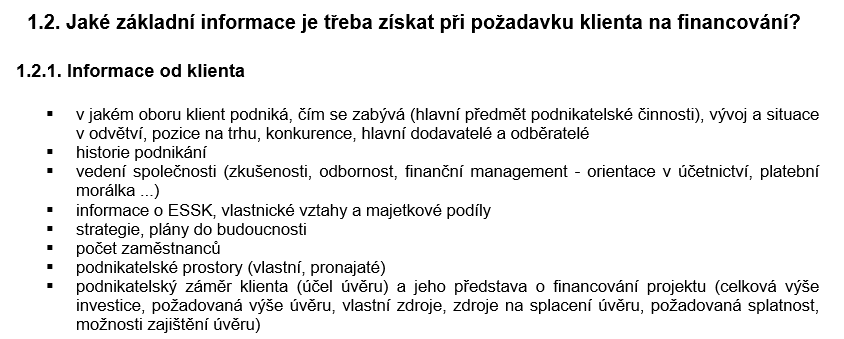 1.2. Jaké základní informace je třeba získat při požadavku klienta na financování?
1.2.1. Informace od klienta
▪ v jakém oboru klient podniká, čím se zabývá (hlavní předmět podnikatelské činnosti), vývoj a situace
v odvětví, pozice na trhu, konkurence, hlavní dodavatelé a odběratelé
▪ historie podnikání
▪ vedení společnosti (zkušenosti, odbornost, finanční management - orientace v účetnictví, platební
morálka ...)
▪ informace o ESSK, vlastnické vztahy a majetkové podíly
▪ strategie, plány do budoucnosti
▪ počet zaměstnanců
▪ podnikatelské prostory (vlastní, pronajaté)
▪ podnikatelský záměr klienta (účel úvěru) a jeho představa o financování projektu (celková výše
investice, požadovaná výše úvěru, vlastní zdroje, zdroje na splacení úvěru, požadovaná splatnost,
možnosti zajištění úvěru)